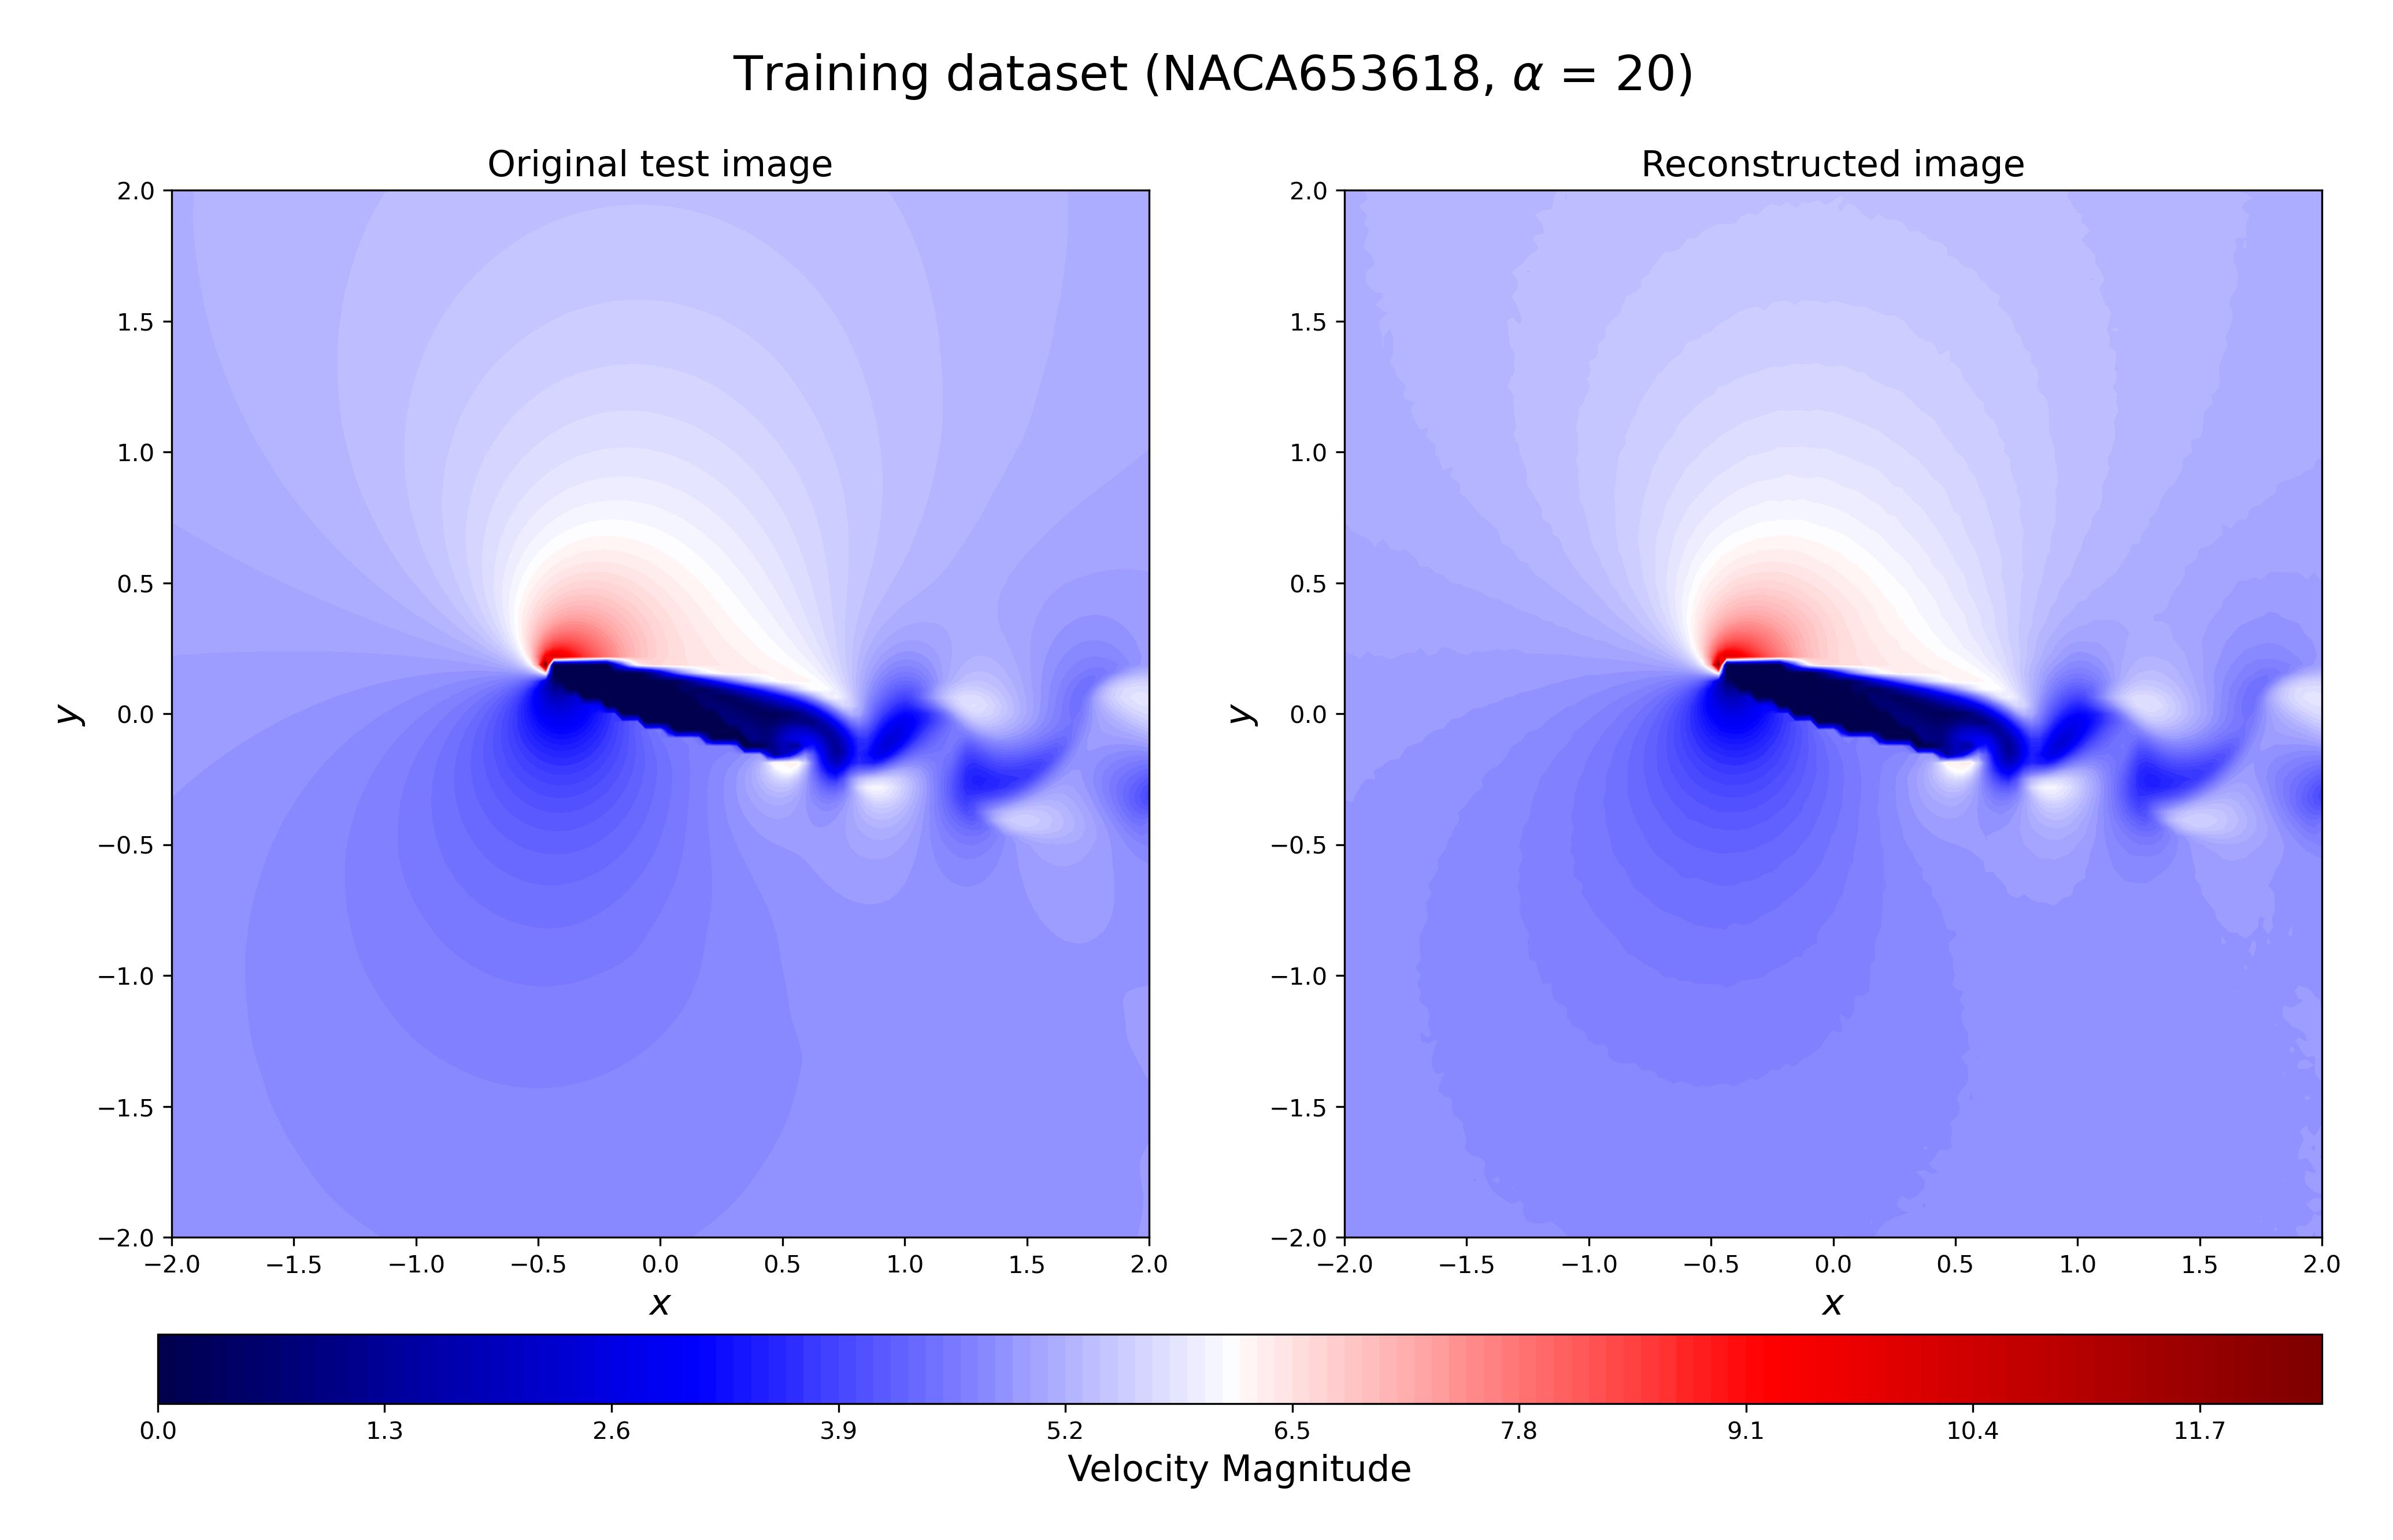 Training dataset (NACA653618, α = 20)
Original test image
2.0
1.5
1.0
0.5
0.0
−0.5
−1.0
−1.5
−2.0
y
−2.0 −1.5 −1.0 −0.5 0.0 0.5 1.0 1.5 2.0
x
Reconstructed image
2.0
1.5
1.0
0.5
0.0
−0.5
−1.0
−1.5
−2.0
y
−2.0 −1.5 −1.0 −0.5 0.0 0.5 1.0 1.5 2.0
x
0.0 1.3 2.6 3.9 5.2 6.5 7.8 9.1 10.4 11.7
Velocity Magnitude